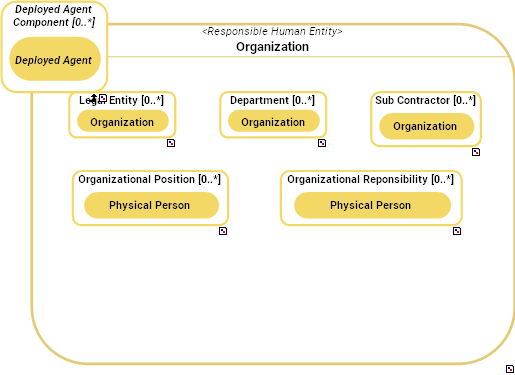 Deployed Agent
Component [0..*]
Deployed Agent
<Responsible Human Entity>
Organization
Legal Entity [0..*]
Organization
Department [0..*]
Organization
Sub Contractor [0..*]
Organization
Organizational Position [0..*]
Physical Person
Organizational Reponsibility [0..*]
Physical Person